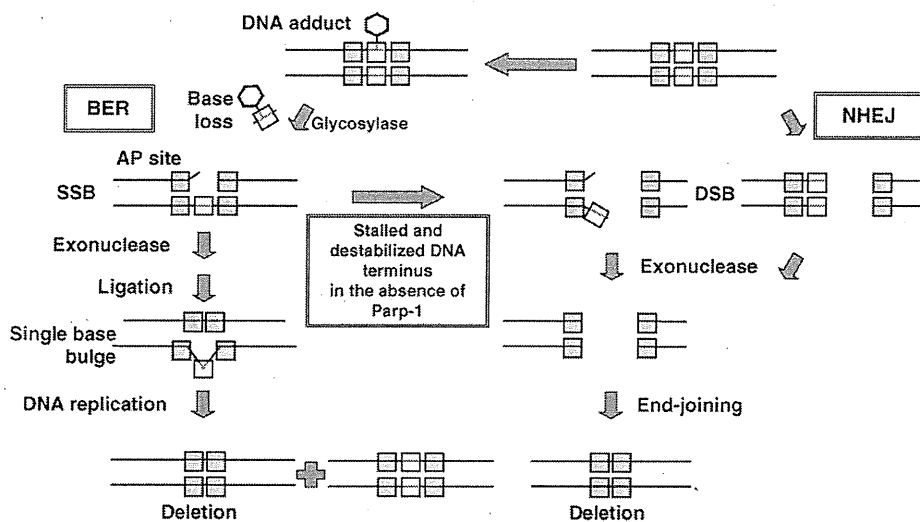 DNA adduct
BER
Base
loss
Glycosylase
NHEJ
AP site
SSB
DSB
Stalled and
destabilized DNA
terminus
in the absence of
Parp-1
Exonuclease
Exonuclease
Ligation
Single base
bulge
DNA replication
End-joining
Deletion
Deletion